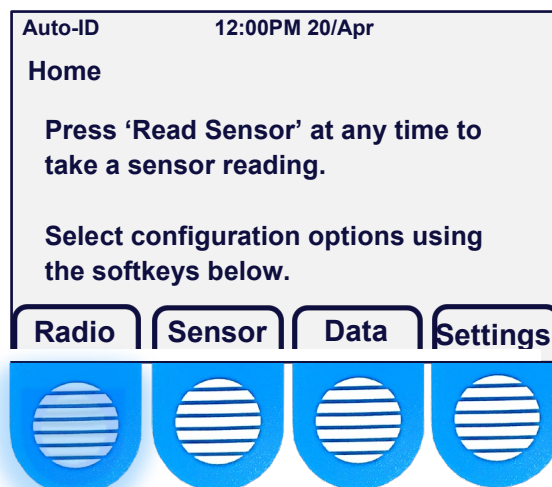 Auto-ID 12:00PM 20/Apr
Home
Press ‘Read Sensor’ at any time to
take a sensor reading.
Select configuration options using
the softkeys below.
Radio Sensor Data Settings